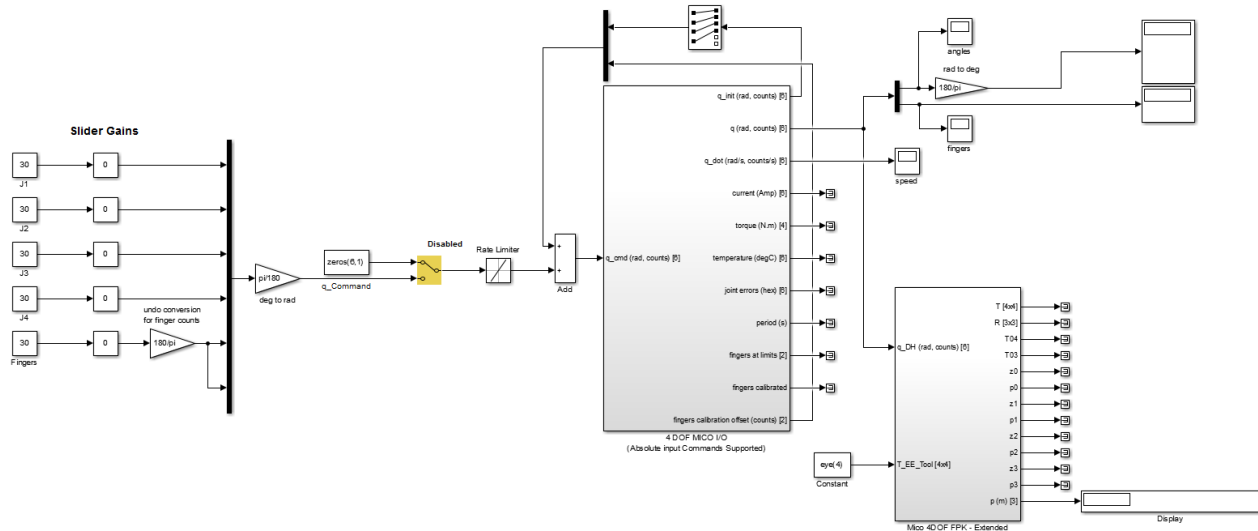 Slider Gains
30
0
J1
30
0
J2
30
0
J3
30
0
J4
undo conversion
for finger counts
30
0
180/pi
Fingers
pi/180
deg to rad
zeros(6,1)
q_Command
Disabled
Rate Limiter
Add
q_cmd (rad, counts) [6]
q_init (rad, counts) [6]
q (rad, counts) [6]
q_dot (rad/s, counts/s) [6]
current (Amp) [6]
torque (N.m) [4]
temperature (degC) [6]
joint errors (hex) [6]
period (s)
fingers at limits [2]
fingers calibrated
fingers calibration offset (counts) [2]
4 DOF MICO I/O
(Absolute input Commands Supported)
angles
rad to deg
180/pi
fingers
speed
q_DH (rad, counts) [6]
T_EE_Tool [4x4]
eye(4)
Constant
T [4x4]
R [3x3]
T04
T03
z0
p0
z1
p1
z2
p2
z3
p3
p (m) [3]
Mico 4DOF FPK - Extended
Display